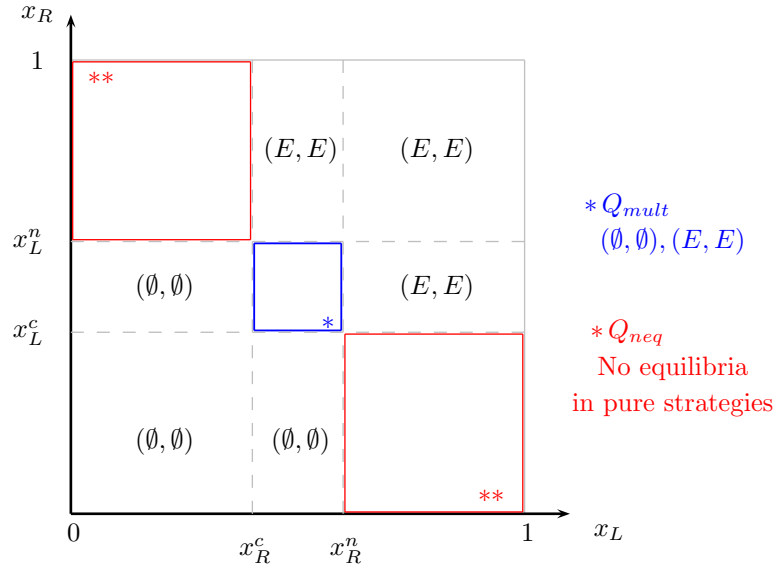 x_R
1
**
(E, E)
(E, E)
* Q_mult
(∅, ∅), (E, E)
x_L^n
(∅, ∅)
(E, E)
x_L^c
*
* Q_neq
No equilibria
in pure strategies
(∅, ∅)
(∅, ∅)
**
0
x_R^c
x_R^n
1
x_L